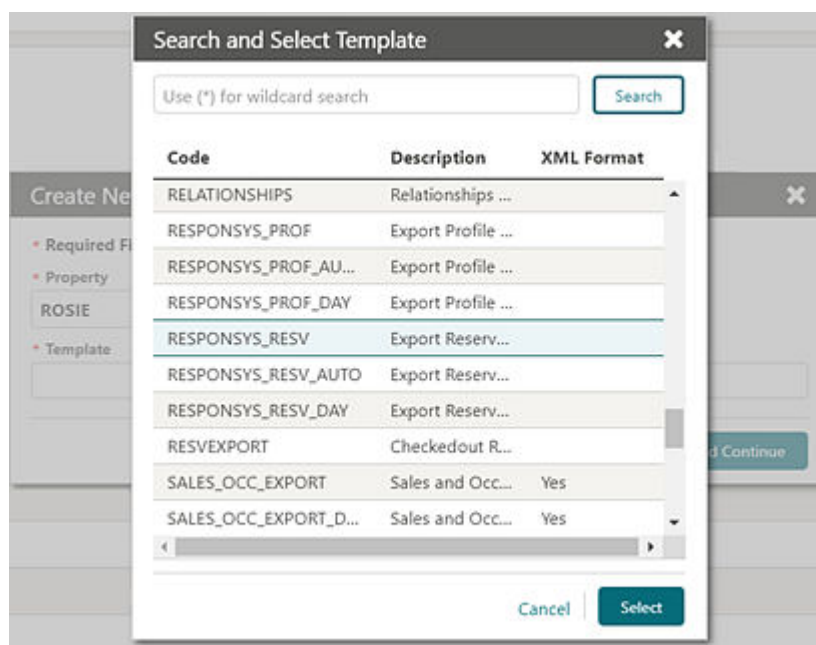 Search and Select Template
Use (*) for wildcard search
Search
Code Description XML Format
RELATIONSHIPS Relationships ...
RESPONSYS_PROF Export Profile ...
RESPONSYS_PROF_AU... Export Profile ...
RESPONSYS_PROF_DAY Export Profile ...
RESPONSYS_RESV Export Reserv...
RESPONSYS_RESV_AUTO Export Reserv...
RESPONSYS_RESV_DAY Export Reserv...
RESVEXPORT Checkedout R...
SALES_OCC_EXPORT Sales and Occ... Yes
SALES_OCC_EXPORT_D... Sales and Occ... Yes
Cancel
Select
Create Ne
* Required Fi
* Property
ROSIE
* Template
d Continue